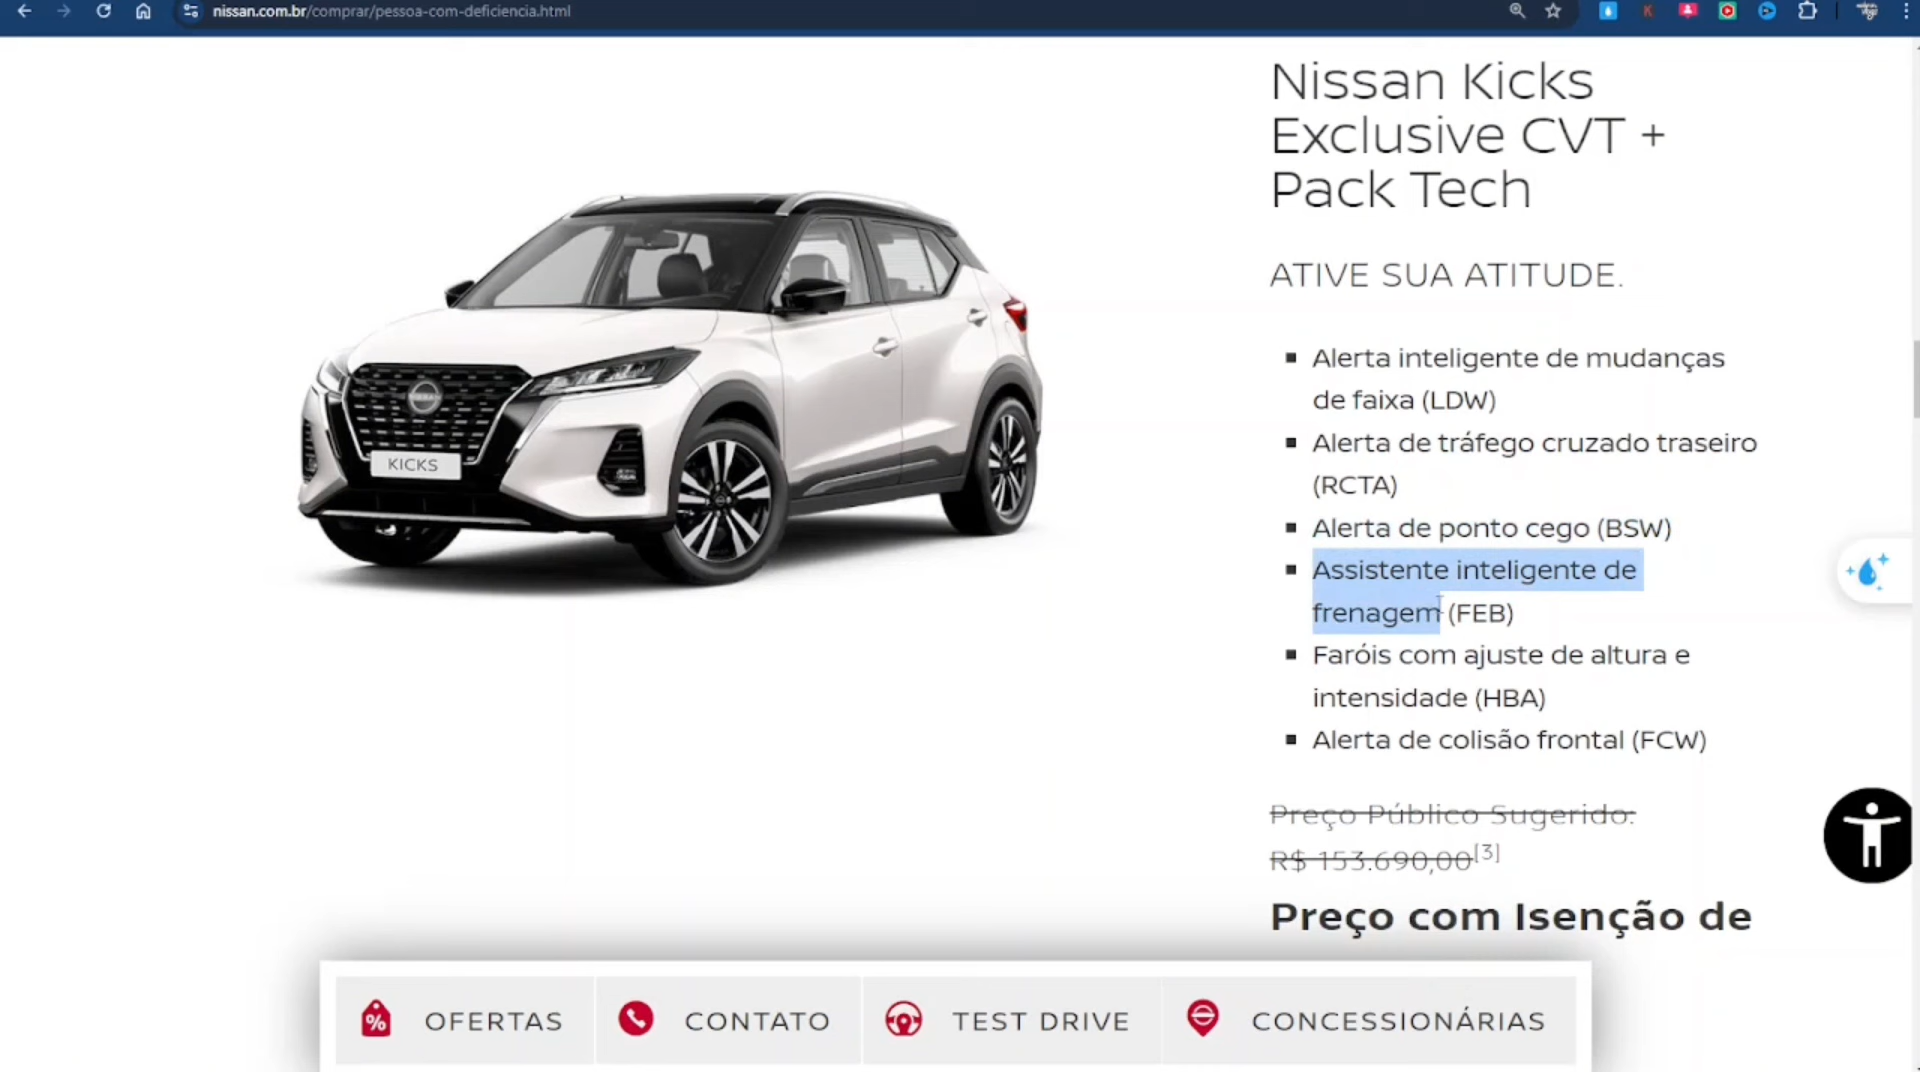 nissan.com.br/comprar/pessoa-com-deficiencia.html
Nissan Kicks
Exclusive CVT +
Pack Tech
ATIVE SUA ATITUDE.
Alerta inteligente de mudanças
de faixa (LDW)
Alerta de tráfego cruzado traseiro
(RCTA)
Alerta de ponto cego (BSW)
Assistente inteligente de
frenagem (FEB)
Faróis com ajuste de altura e
intensidade (HBA)
Alerta de colisão frontal (FCW)
Preço Público Sugerido:
R$ 153.690,00[3]
Preço com Isenção de
NISSAN
KICKS
OFERTAS
CONTATO
TEST DRIVE
CONCESSIONÁRIAS